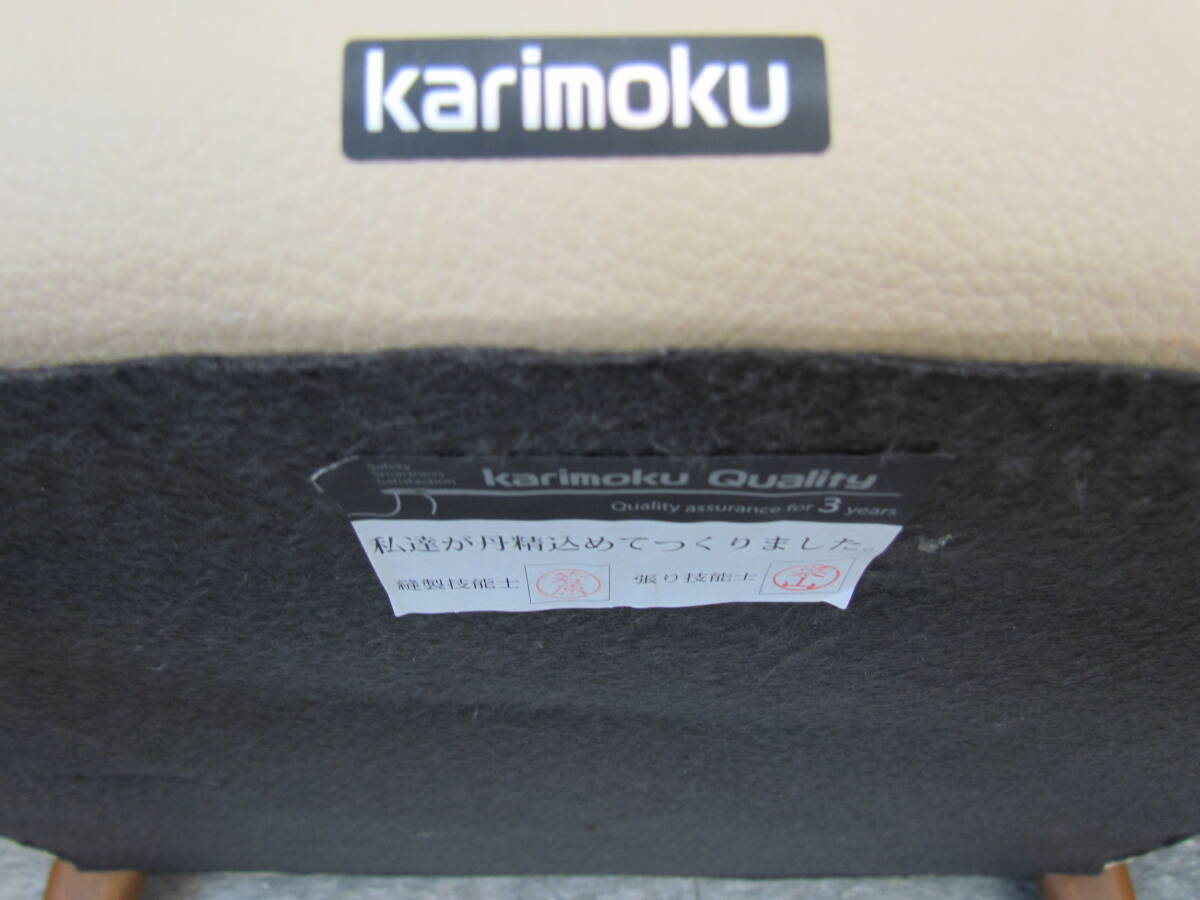 karimoku
Safety
Smartness
Satisfaction
karimoku Quality
Quality assurance for 3 years
私達が丹精込めてつくりました。
縫製技能士
張り技能士